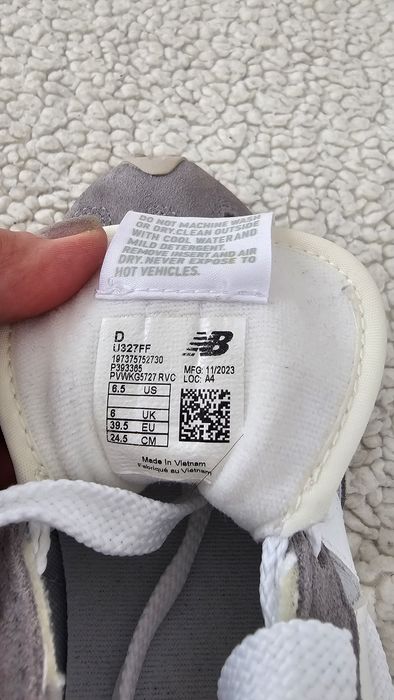 DO NOT MACHINE WASH
OR DRY.CLEAN OUTSIDE
WITH COOL WATER AND
MILD DETERGENT.
REMOVE INSERT AND AIR
DRY.NEVER EXPOSE TO
HOT VEHICLES.
D
U327FF
197375752730
P393365
PVWKG5727 RVC
NB
MFG: 11/2023
LOC: A4
6.5 US
6 UK
39.5 EU
24.5 CM
Made in Vietnam
Fabriqué au Vietnam